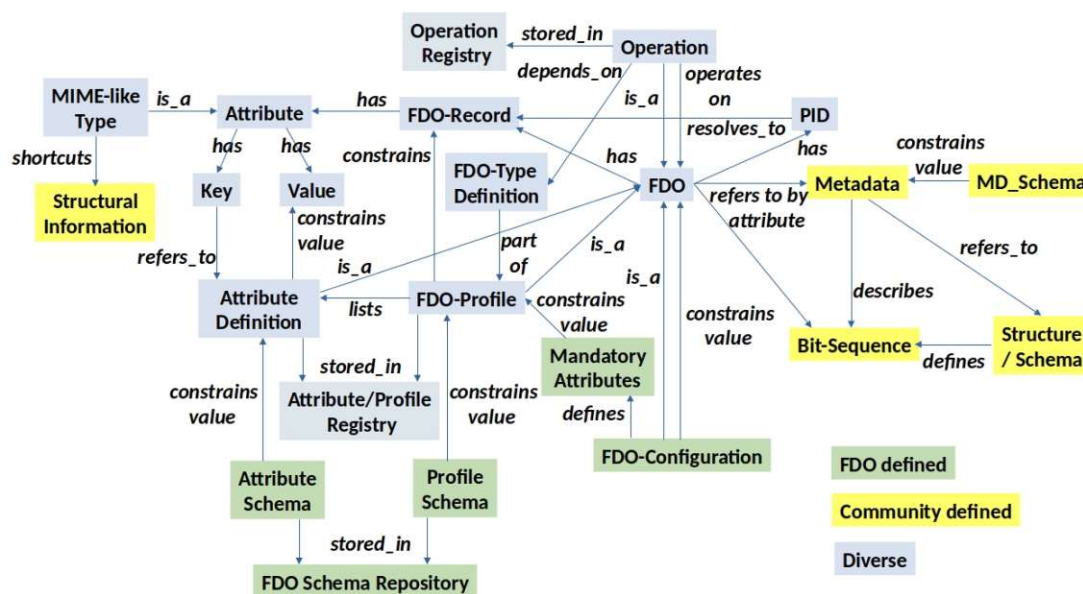 Operation
Registry
stored_in
Operation
depends_on
is_a
operates
on
MIME-like
Type
is_a
Attribute
has
FDO-Record
resolves_to
PID
shortcuts
has
has
constrains
has
has
Structural
Information
Key
Value
FDO-Type
Definition
FDO
refers to by
attribute
Metadata
constrains
value
MD_Schema
constrains
value
refers_to
is_a
part
of
is_a
is_a
refers_to
Attribute
Definition
lists
FDO-Profile
constrains
value
constrains
value
describes
Bit-Sequence
defines
Structure
/ Schema
constrains
value
stored_in
Attribute/Profile
Registry
constrains
value
Mandatory
Attributes
defines
FDO-Configuration
Attribute
Schema
Profile
Schema
stored_in
FDO Schema Repository
FDO defined
Community defined
Diverse